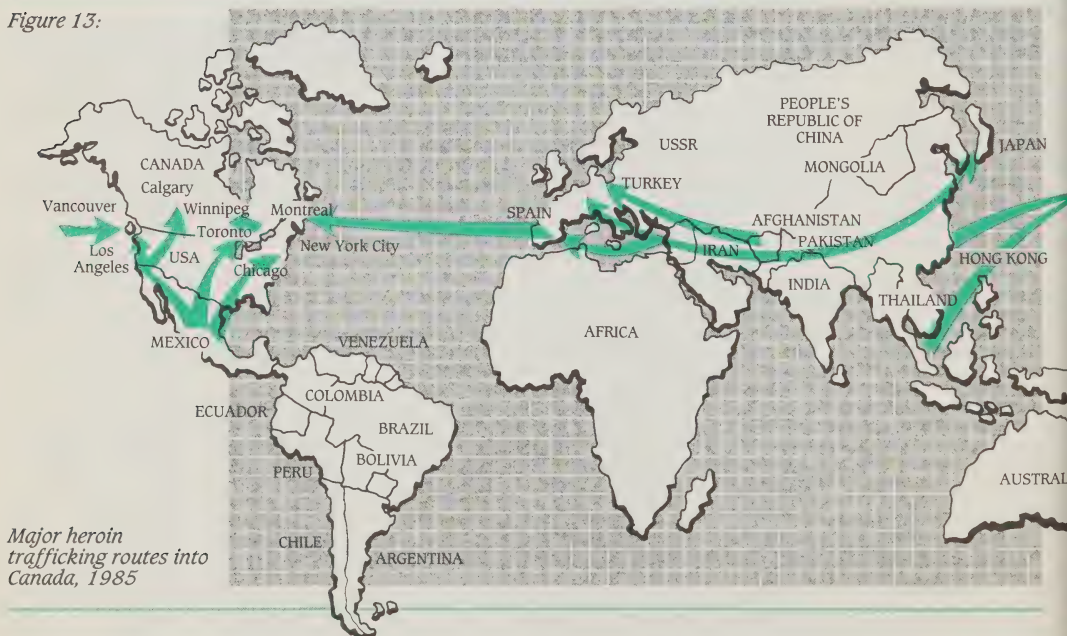 Figure 13:
CANADA
Calgary
Vancouver
Winnipeg
Montreal
Toronto
Los
Angeles
USA
Chicago
New York City
MEXICO
VENEZUELA
COLOMBIA
ECUADOR
BRAZIL
PERU
BOLIVIA
CHILE
ARGENTINA
SPAIN
TURKEY
USSR
PEOPLE'S
REPUBLIC OF
CHINA
MONGOLIA
JAPAN
AFGHANISTAN
IRAN
PAKISTAN
INDIA
HONG KONG
THAILAND
AFRICA
AUSTRAL
Major heroin
trafficking routes into
Canada, 1985